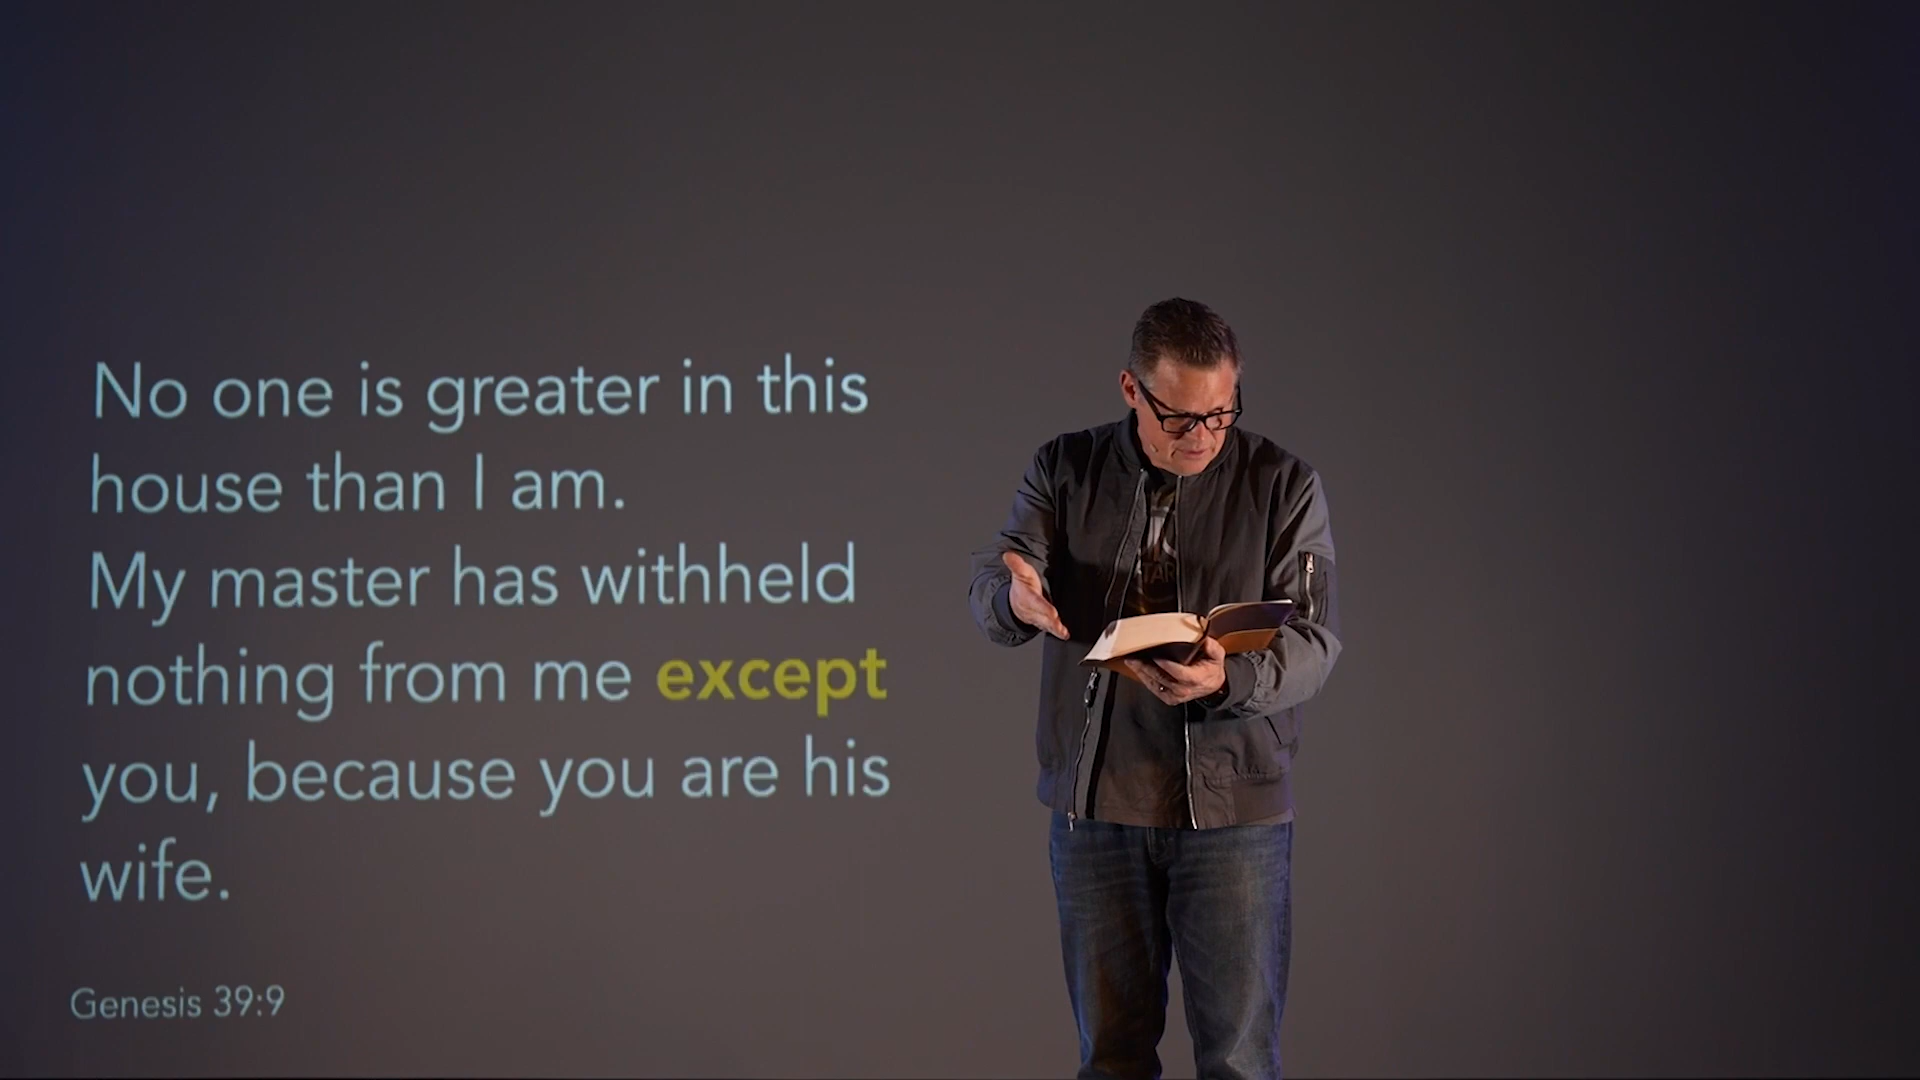 No one is greater in this
house than I am.
My master has withheld
nothing from me except
you, because you are his
wife.
Genesis 39:9